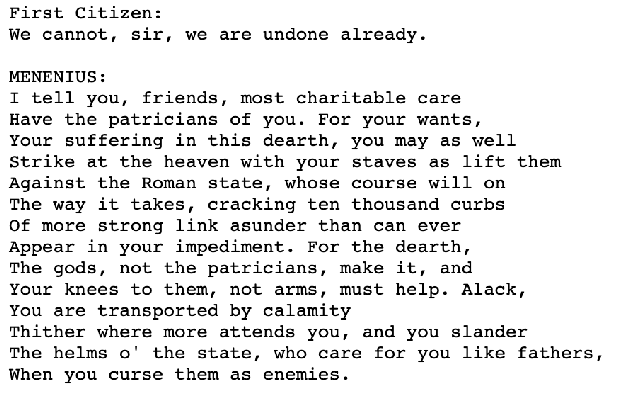 First Citizen:
We cannot, sir, we are undone already.

MENENIUS:
I tell you, friends, most charitable care
Have the patricians of you. For your wants,
Your suffering in this dearth, you may as well
Strike at the heaven with your staves as lift them
Against the Roman state, whose course will on
The way it takes, cracking ten thousand curbs
Of more strong link asunder than can ever
Appear in your impediment. For the dearth,
The gods, not the patricians, make it, and
Your knees to them, not arms, must help. Alack,
You are transported by calamity
Thither where more attends you, and you slander
The helms o' the state, who care for you like fathers,
When you curse them as enemies.